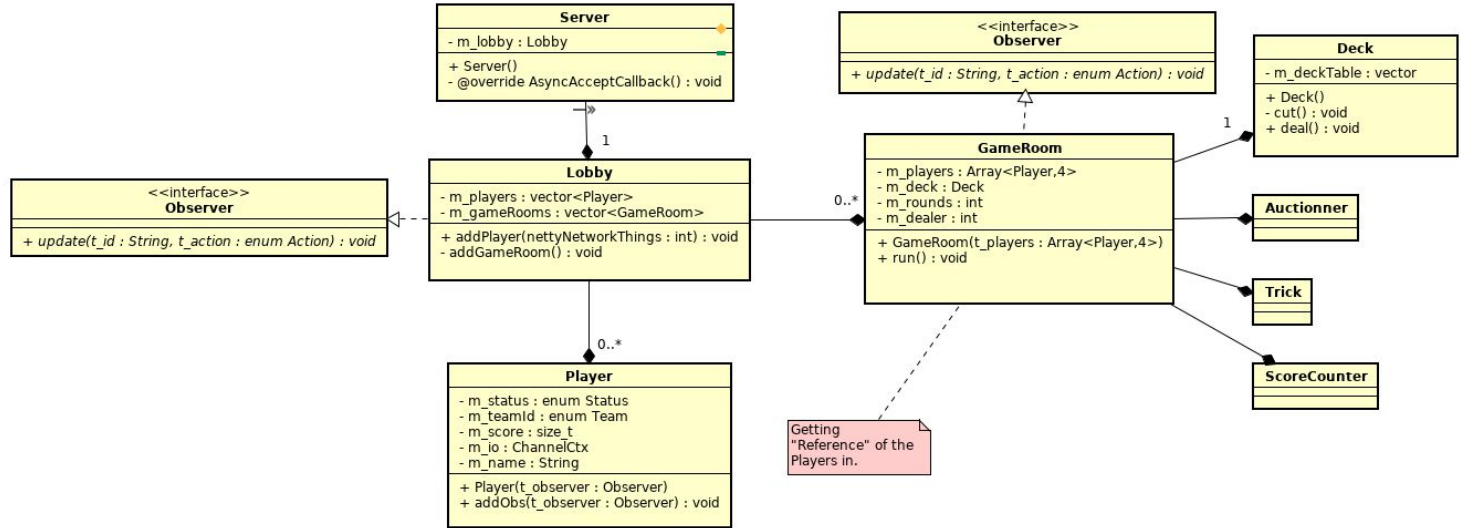 Server
- m_lobby : Lobby
+ Server()
- @override AsyncAcceptCallback() : void
<<interface>>
Observer
+ update(t_id : String, t_action : enum Action) : void
Deck
- m_deckTable : vector
+ Deck()
- cut() : void
+ deal() : void
1
1
Lobby
- m_players : vector<Player>
- m_gameRooms : vector<GameRoom>
+ addPlayer(nettyNetworkThings : int) : void
- addGameRoom() : void
<<interface>>
Observer
+ update(t_id : String, t_action : enum Action) : void
0..*
GameRoom
- m_players : Array<Player,4>
- m_deck : Deck
- m_rounds : int
- m_dealer : int
+ GameRoom(t_players : Array<Player,4>)
+ run() : void
Auctionner
Trick
ScoreCounter
0..*
Player
- m_status : enum Status
- m_teamId : enum Team
- m_score : size_t
- m_io : ChannelCtx
- m_name : String
+ Player(t_observer : Observer)
+ addObs(t_observer : Observer) : void
Getting
"Reference" of the
Players in.